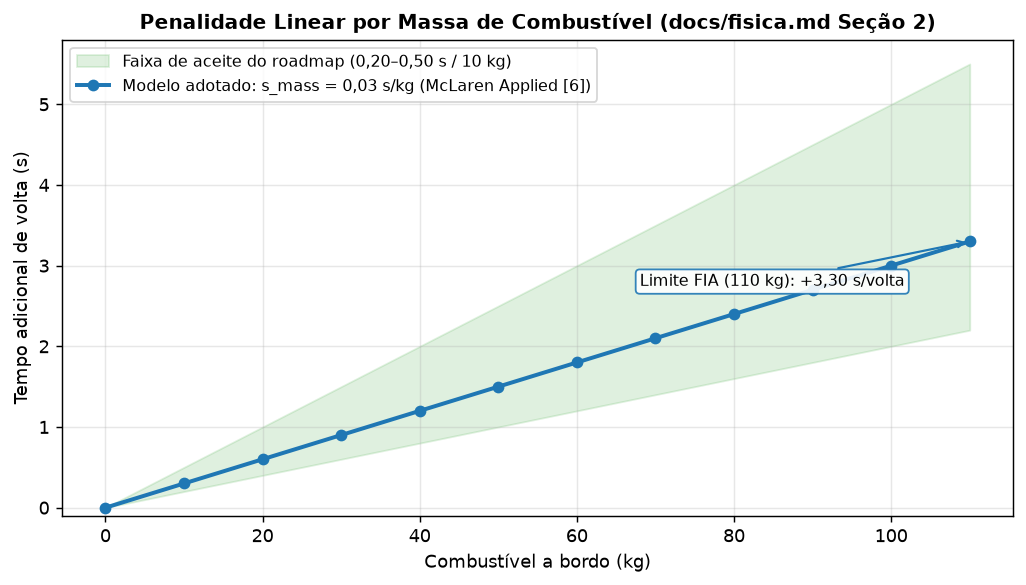 Penalidade Linear por Massa de Combustível (docs/fisica.md Seção 2)
Faixa de aceite do roadmap (0,20–0,50 s / 10 kg)
Modelo adotado: s_mass = 0,03 s/kg (McLaren Applied [6])
Tempo adicional de volta (s)
5
4
3
2
1
0
Limite FIA (110 kg): +3,30 s/volta
0 20 40 60 80 100
Combustível a bordo (kg)